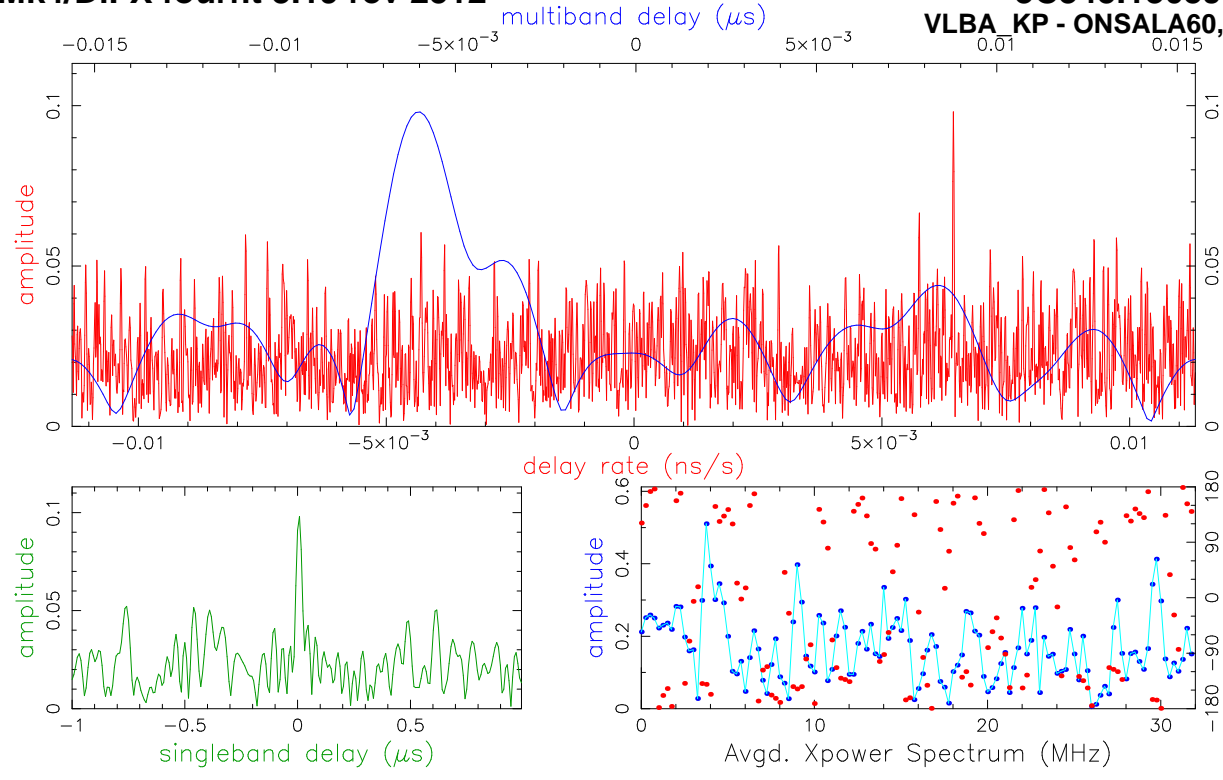 multiband delay (μs)
VLBA_KP - ONSALA60,
−0.015 −0.01 −5×10⁻³ 0 5×10⁻³ 0.01 0.015
amplitude
0 0.05 0.1
0 0.05 0.1
−0.01 −5×10⁻³ 0 5×10⁻³ 0.01
delay rate (ns/s)
amplitude
0 0.05 0.1
−1 −0.5 0 0.5
singleband delay (μs)
amplitude
0 0.2 0.4 0.6
−180 −90 0 90 180
0 10 20 30
Avgd. Xpower Spectrum (MHz)